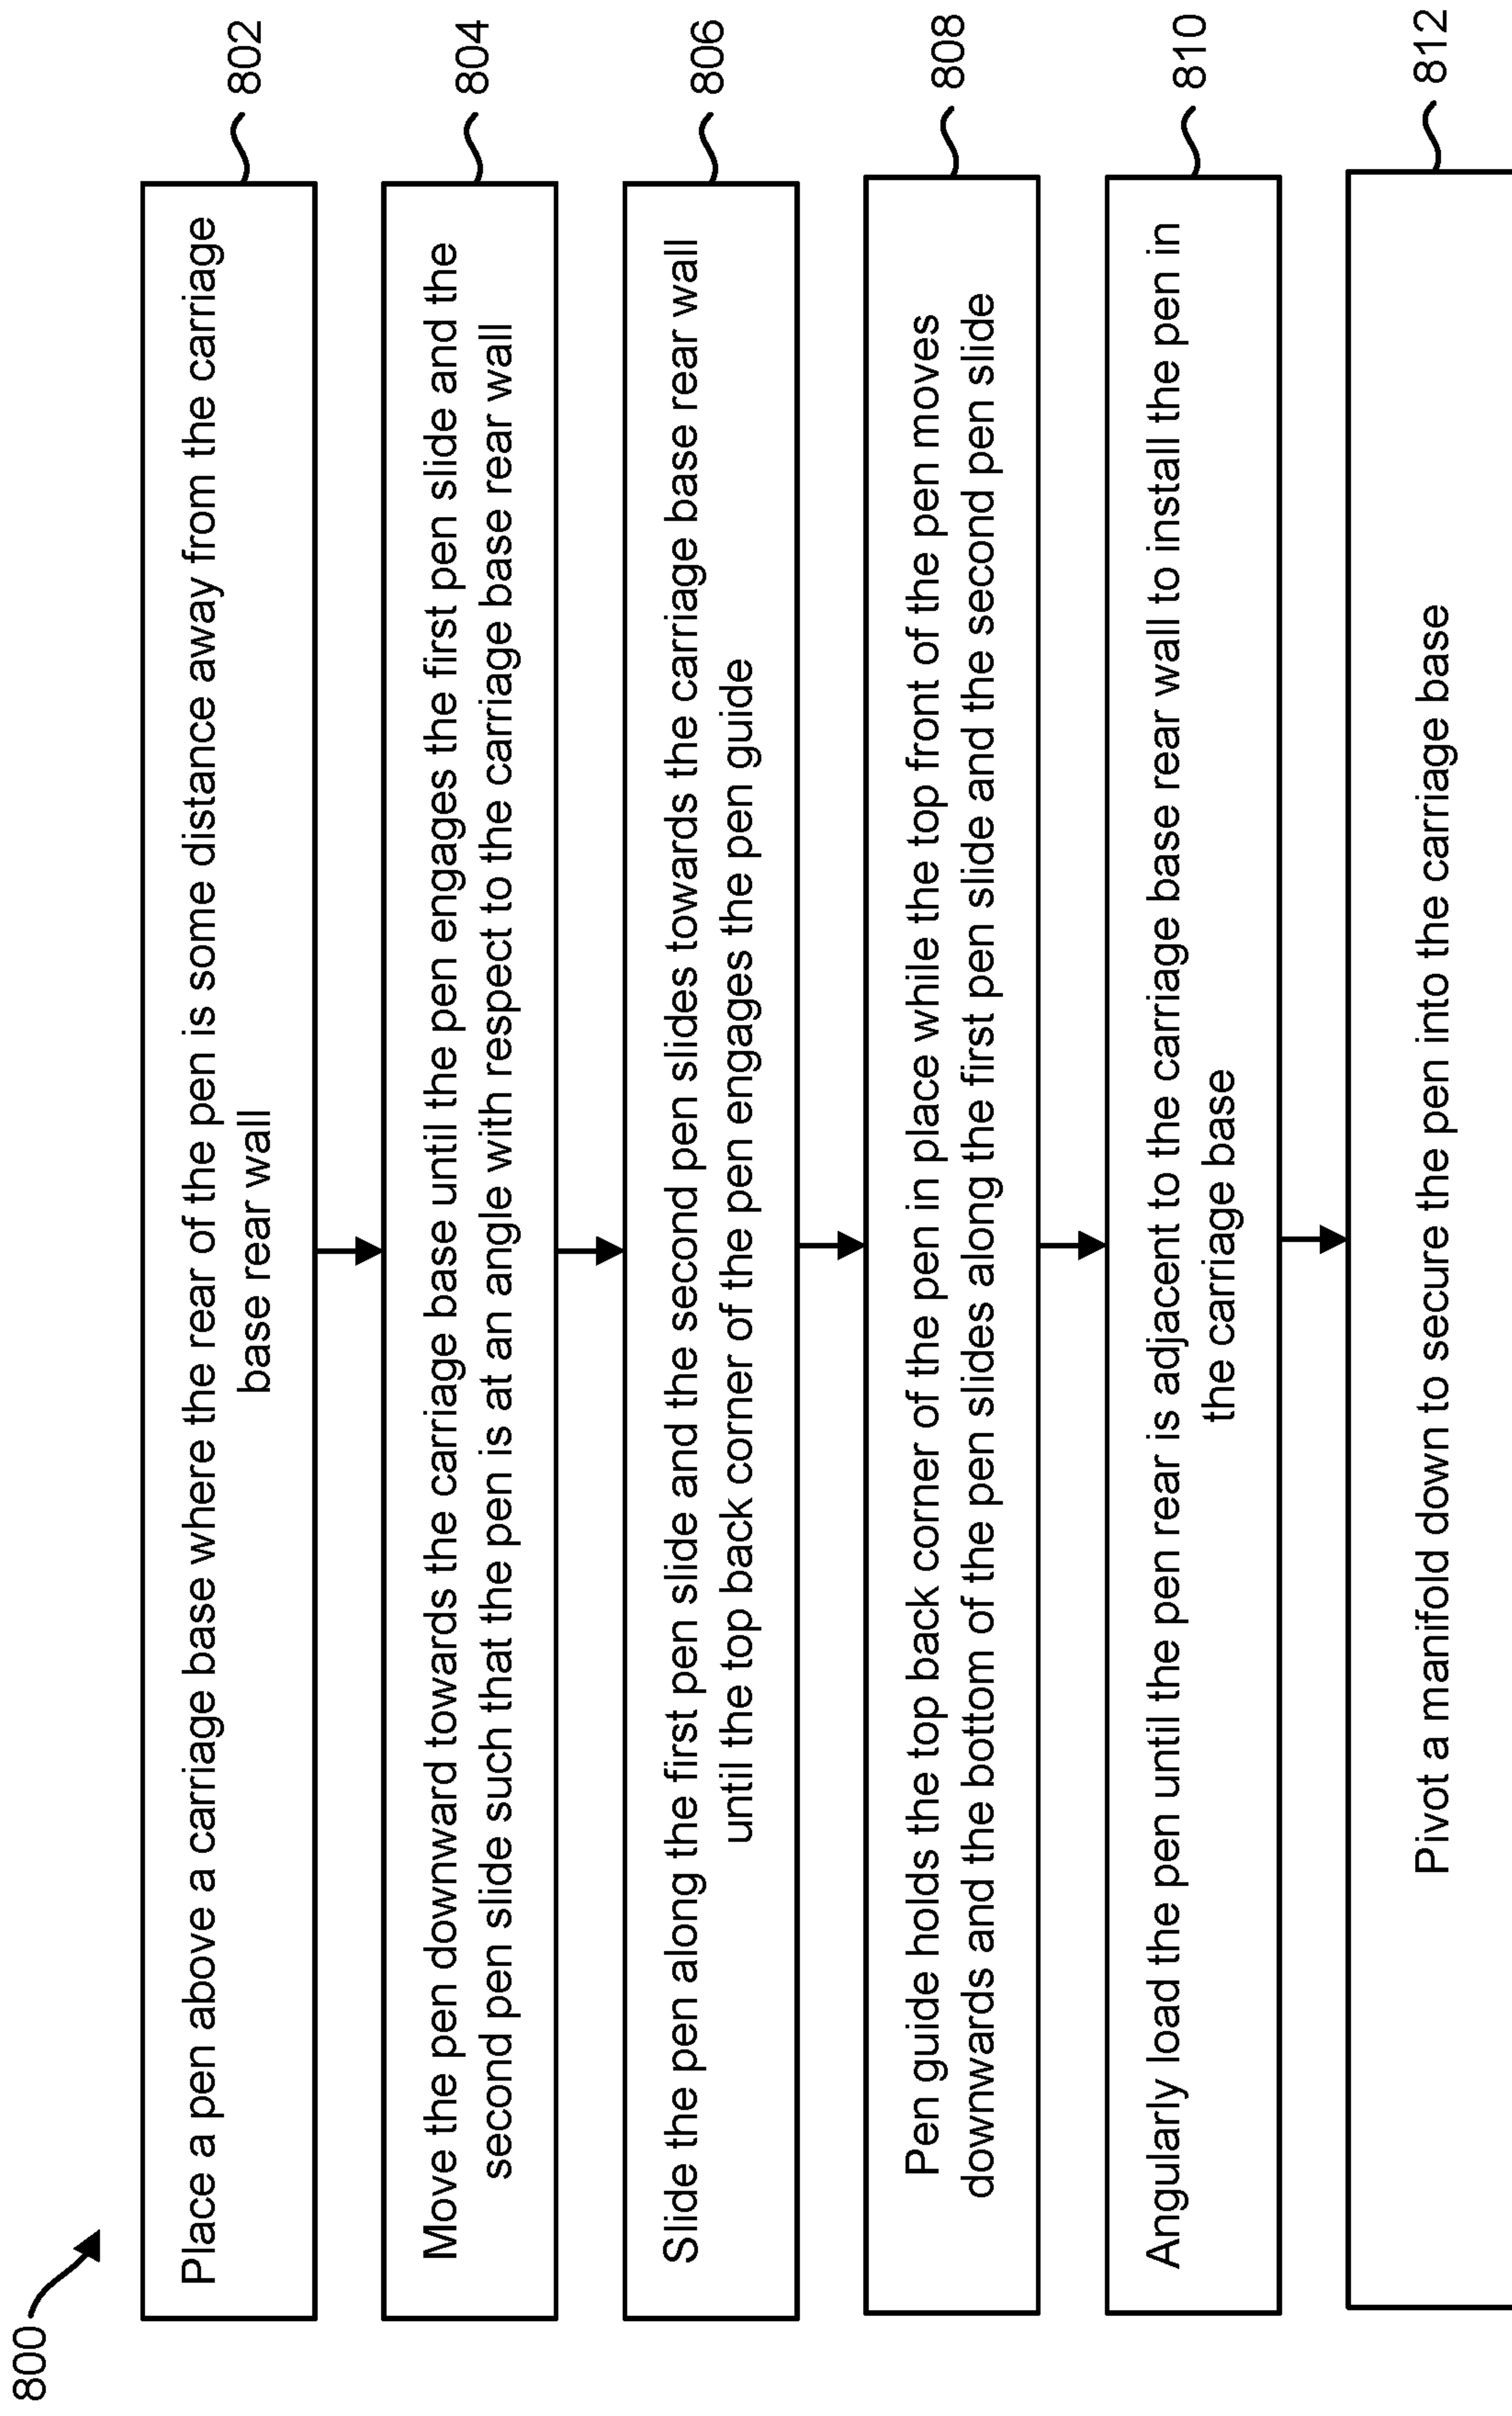 800
Place a pen above a carriage base where the rear of the pen is some distance away from the carriage
base rear wall
802
Move the pen downward towards the carriage base until the pen engages the first pen slide and the
second pen slide such that the pen is at an angle with respect to the carriage base rear wall
804
Slide the pen along the first pen slide and the second pen slides towards the carriage base rear wall
until the top back corner of the pen engages the pen guide
806
Pen guide holds the top back corner of the pen in place while the top front of the pen moves
downwards and the bottom of the pen slides along the first pen slide and the second pen slide
808
Angularly load the pen until the pen rear is adjacent to the carriage base rear wall to install the pen in
the carriage base
810
Pivot a manifold down to secure the pen into the carriage base
812